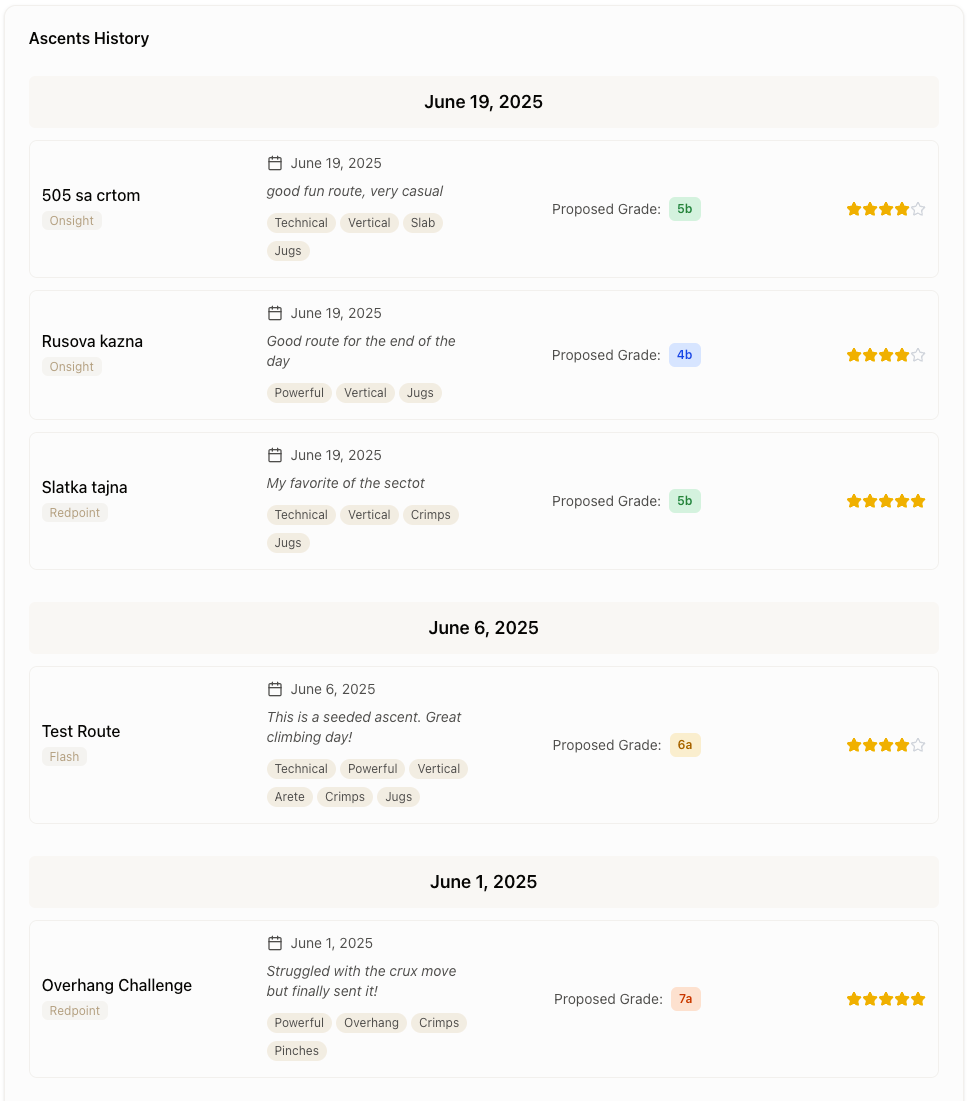 Ascents History
June 19, 2025
505 sa crtom
Onsight
June 19, 2025
good fun route, very casual
Technical Vertical Slab
Jugs
Proposed Grade: 5b
Rusova kazna
Onsight
June 19, 2025
Good route for the end of the
day
Powerful Vertical Jugs
Proposed Grade: 4b
Slatka tajna
Redpoint
June 19, 2025
My favorite of the sectot
Technical Vertical Crimps
Jugs
Proposed Grade: 5b
June 6, 2025
Test Route
Flash
June 6, 2025
This is a seeded ascent. Great
climbing day!
Technical Powerful Vertical
Arete Crimps Jugs
Proposed Grade: 6a
June 1, 2025
Overhang Challenge
Redpoint
June 1, 2025
Struggled with the crux move
but finally sent it!
Powerful Overhang Crimps
Pinches
Proposed Grade: 7a